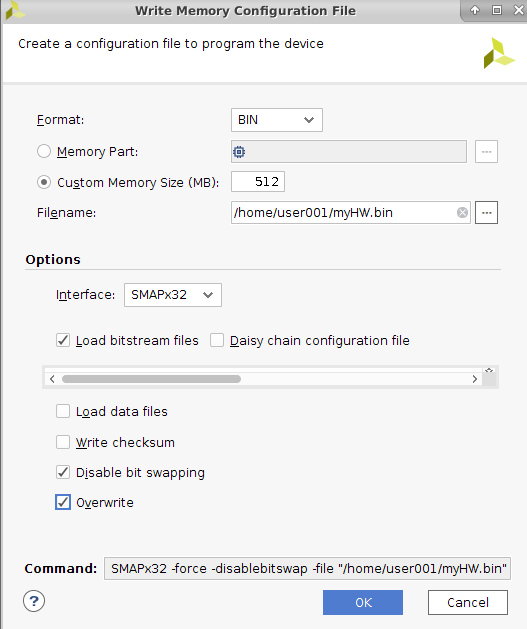 Write Memory Configuration File
Create a configuration file to program the device
Format: BIN
Memory Part:
Custom Memory Size (MB): 512
Filename: /home/user001/myHW.bin
Options
Interface: SMAPx32
Load bitstream files Daisy chain configuration file
Load data files
Write checksum
Disable bit swapping
Overwrite
Command: SMAPx32 -force -disablebitswap -file "/home/user001/myHW.bin"
? OK Cancel